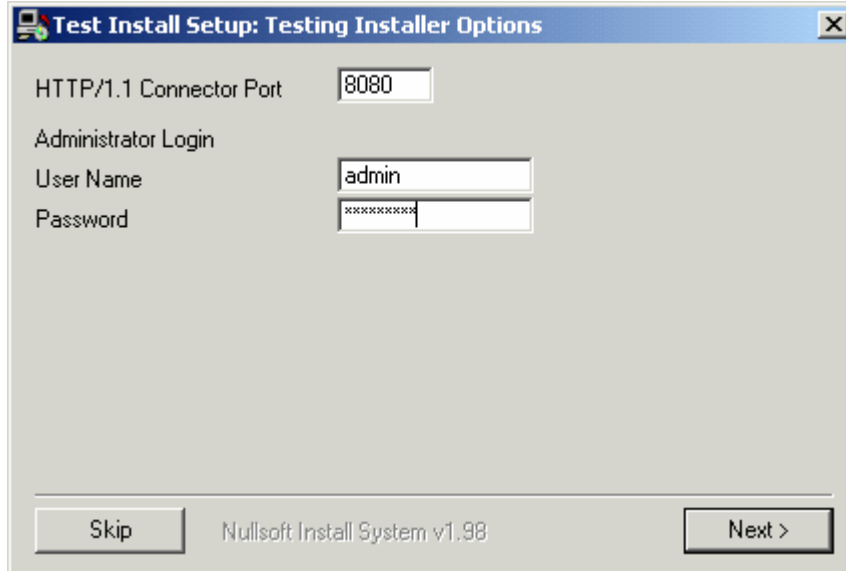 Test Install Setup: Testing Installer Options
HTTP/1.1 Connector Port 8080
Administrator Login
User Name admin
Password *********
Skip Nullsoft Install System v1.98 Next >